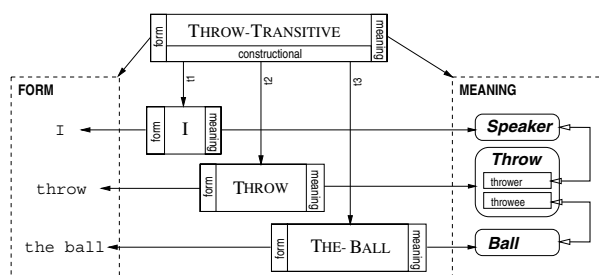 form
THROW-TRANSITIVE
meaning
constructional
t1
t2
t3
FORM
MEANING
I
form
I
meaning
Speaker
throw
form
THROW
meaning
Throw
thrower
throwee
the ball
form
THE-BALL
meaning
Ball